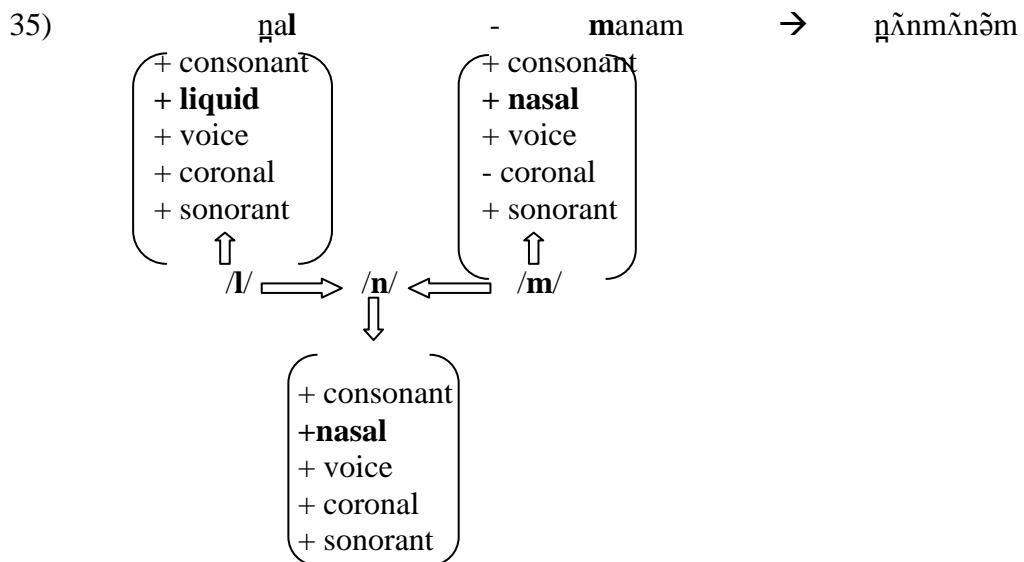 35) n̪al - manam → n̪ʌ̃nmʌ̃nə̃m
+ consonant + consonant
+ liquid + nasal
+ voice + voice
+ coronal - coronal
+ sonorant + sonorant
/l/ /n/ /m/
+ consonant
+nasal
+ voice
+ coronal
+ sonorant